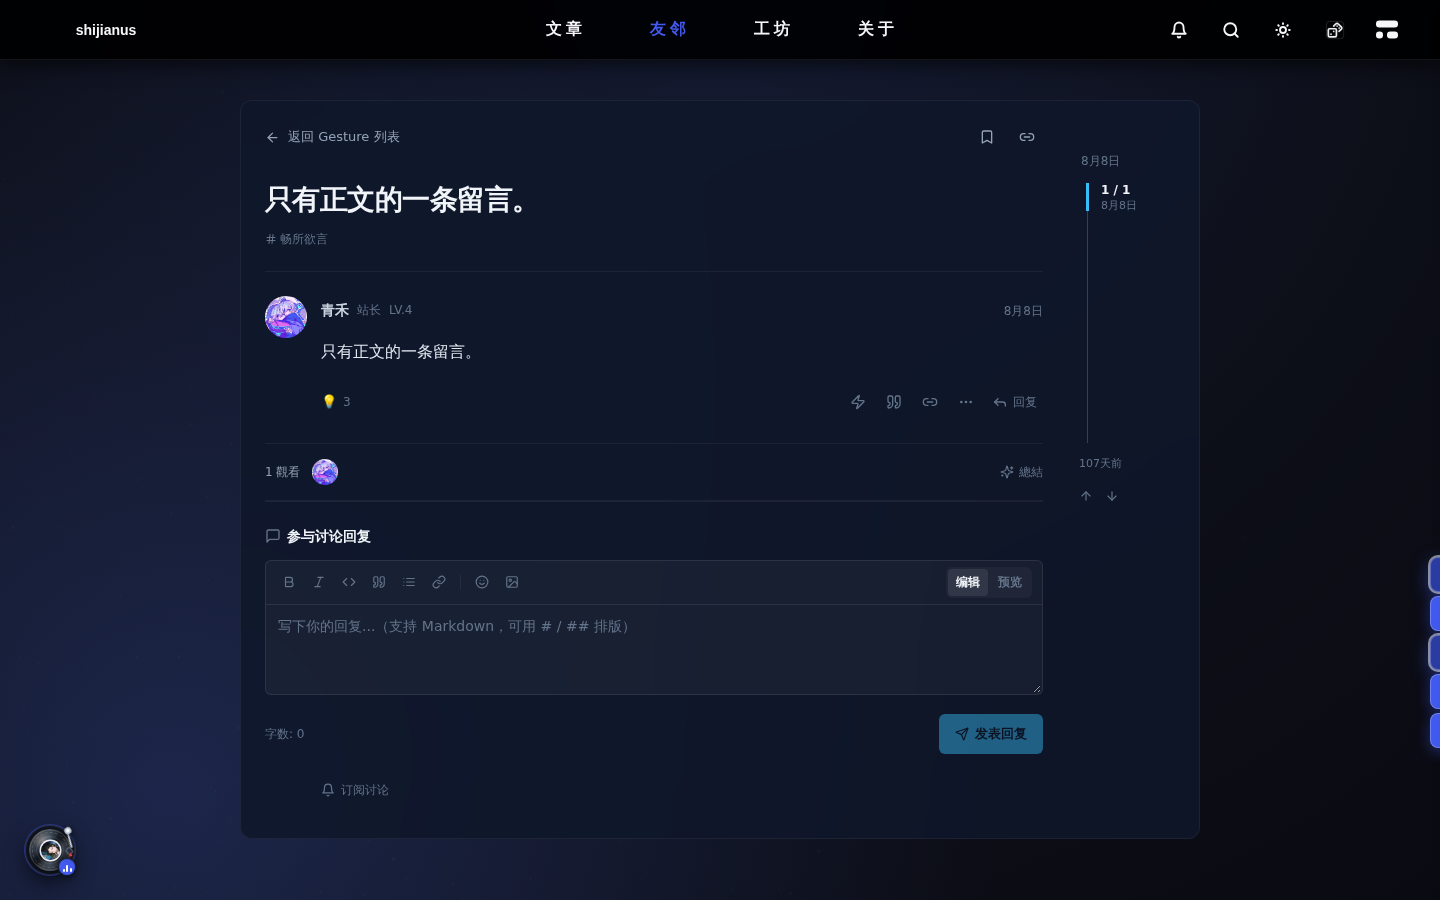 shijianus
文章
友邻
工坊
关于
返回 Gesture 列表
只有正文的一条留言。
# 畅所欲言
青禾 站长 LV.4
8月8日
只有正文的一条留言。
💡 3
回复
1 觀看
總結
参与讨论回复
编辑 预览
写下你的回复...（支持 Markdown，可用 # / ## 排版）
字数: 0
发表回复
订阅讨论
8月8日
1 / 1
8月8日
107天前